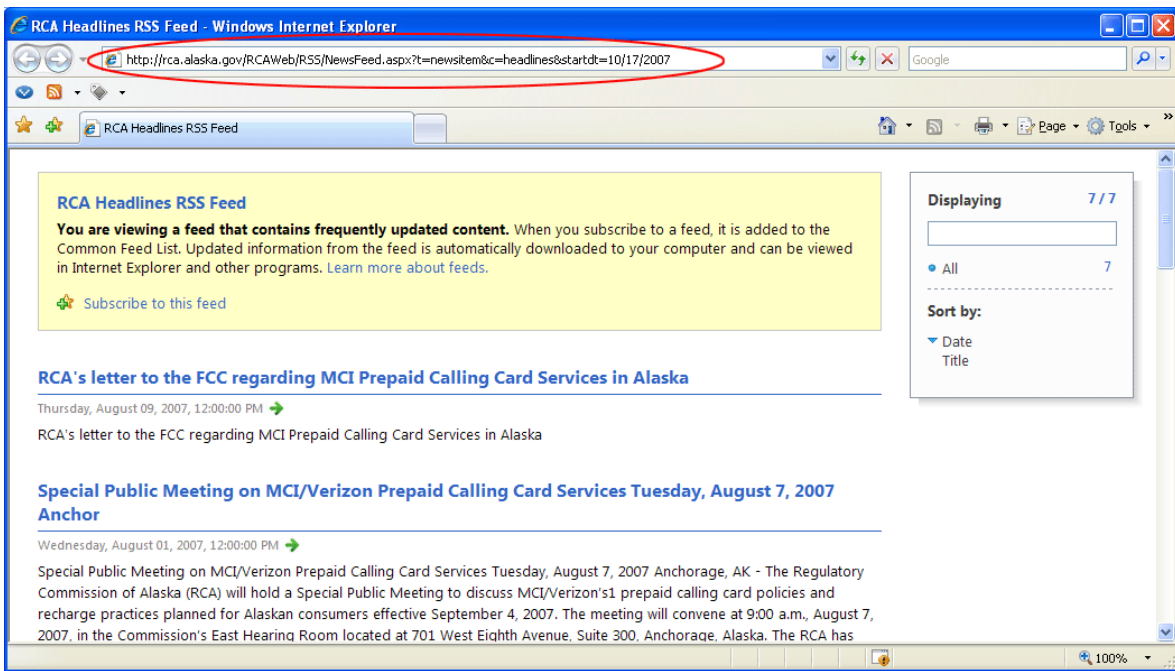 RCA Headlines RSS Feed - Windows Internet Explorer
http://rca.alaska.gov/RCAWeb/RSS/NewsFeed.aspx?t=newsitem&c=headlines&startdt=10/17/2007
Google
RCA Headlines RSS Feed
Page
Tools
»
RCA Headlines RSS Feed
You are viewing a feed that contains frequently updated content. When you subscribe to a feed, it is added to the
Common Feed List. Updated information from the feed is automatically downloaded to your computer and can be viewed
in Internet Explorer and other programs. Learn more about feeds.
Subscribe to this feed
Displaying 7 / 7
All 7
Sort by:
Date
Title
RCA's letter to the FCC regarding MCI Prepaid Calling Card Services in Alaska
Thursday, August 09, 2007, 12:00:00 PM
RCA's letter to the FCC regarding MCI Prepaid Calling Card Services in Alaska
Special Public Meeting on MCI/Verizon Prepaid Calling Card Services Tuesday, August 7, 2007
Anchor
Wednesday, August 01, 2007, 12:00:00 PM
Special Public Meeting on MCI/Verizon Prepaid Calling Card Services Tuesday, August 7, 2007 Anchorage, AK - The Regulatory
Commission of Alaska (RCA) will hold a Special Public Meeting to discuss MCI/Verizon's1 prepaid calling card policies and
recharge practices planned for Alaskan consumers effective September 4, 2007. The meeting will convene at 9:00 a.m., August 7,
2007, in the Commission's East Hearing Room located at 701 West Eighth Avenue, Suite 300, Anchorage, Alaska. The RCA has
100%